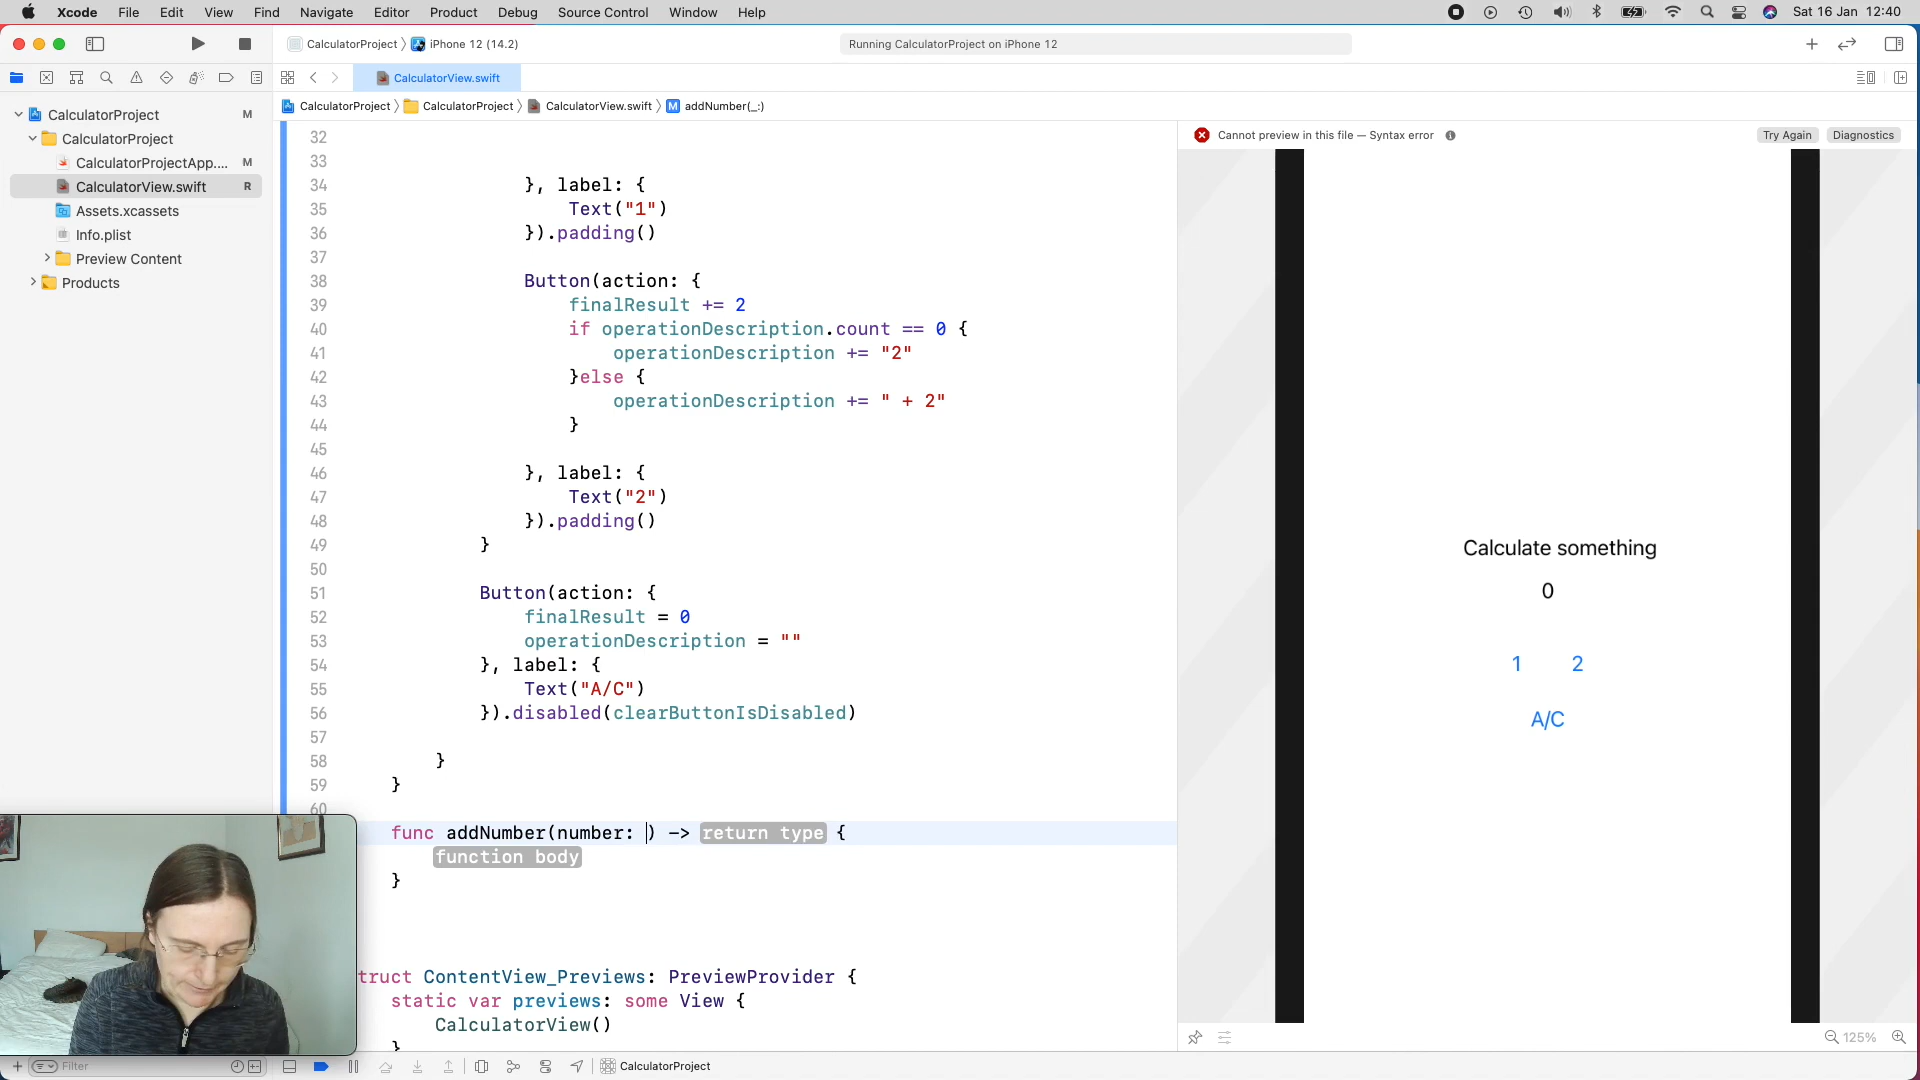 Xcode File Edit View Find Navigate Editor Product Debug Source Control Window Help Sat 16 Jan 12:40
CalculatorProject iPhone 12 (14.2) Running CalculatorProject on iPhone 12
CalculatorView.swift
CalculatorProject CalculatorProject CalculatorView.swift M addNumber(_:)
CalculatorProject M
CalculatorProject
CalculatorProjectApp.... M
CalculatorView.swift R
Assets.xcassets
Info.plist
Preview Content
Products
32
33
34 }, label: {
35 Text("1")
36 }).padding()
37
38 Button(action: {
39 finalResult += 2
40 if operationDescription.count == 0 {
41 operationDescription += "2"
42 }else {
43 operationDescription += " + 2"
44 }
45
46 }, label: {
47 Text("2")
48 }).padding()
49 }
50
51 Button(action: {
52 finalResult = 0
53 operationDescription = ""
54 }, label: {
55 Text("A/C")
56 }).disabled(clearButtonIsDisabled)
57
58 }
59 }
60
func addNumber(number: ) -> return type {
function body
}
truct ContentView_Previews: PreviewProvider {
static var previews: some View {
CalculatorView()
}
Cannot preview in this file — Syntax error Try Again Diagnostics
Calculate something
0
1 2
A/C
125%
Filter CalculatorProject